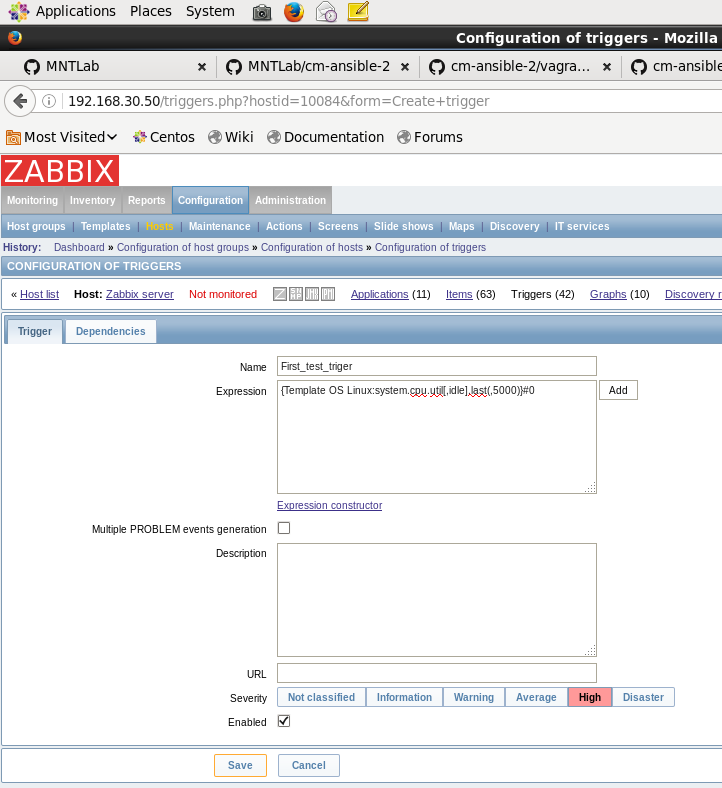 Applications Places System
Configuration of triggers - Mozilla
MNTLab × MNTLab/cm-ansible-2 × cm-ansible-2/vagra... × cm-ansible
192.168.30.50/triggers.php?hostid=10084&form=Create+trigger
Most Visited Centos Wiki Documentation Forums
ZABBIX
Monitoring Inventory Reports Configuration Administration
Host groups | Templates | Hosts | Maintenance | Actions | Screens | Slide shows | Maps | Discovery | IT services
History: Dashboard » Configuration of host groups » Configuration of hosts » Configuration of triggers
CONFIGURATION OF TRIGGERS
« Host list Host: Zabbix server Not monitored Applications (11) Items (63) Triggers (42) Graphs (10) Discovery r
Trigger Dependencies
Name First_test_triger
Expression {Template OS Linux:system.cpu.util[,idle],last(,5000)}#0 Add
Expression constructor
Multiple PROBLEM events generation
Description
URL
Severity Not classified Information Warning Average High Disaster
Enabled
Save Cancel